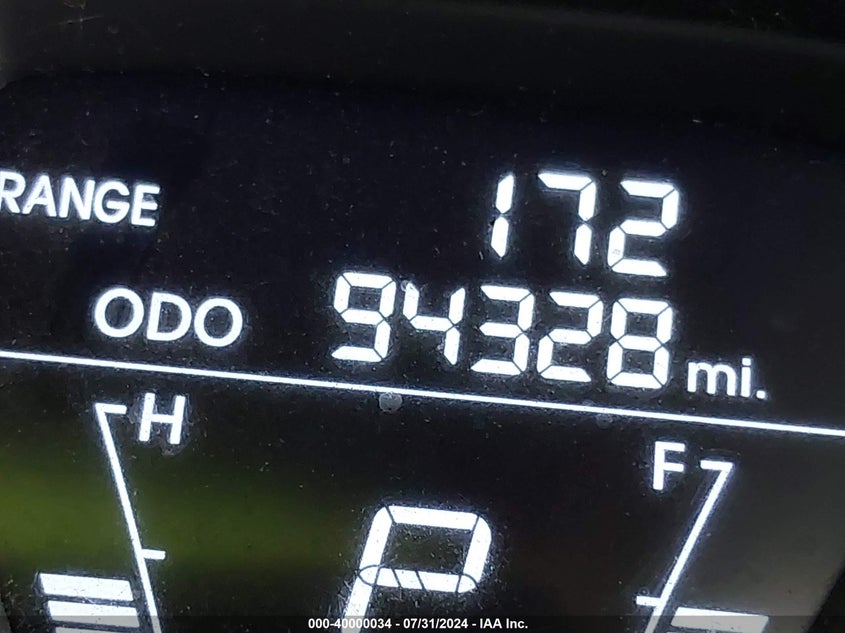 RANGE 172
ODO 94328 mi.
H
F
P
000-40000034 - 07/31/2024 - IAA Inc.